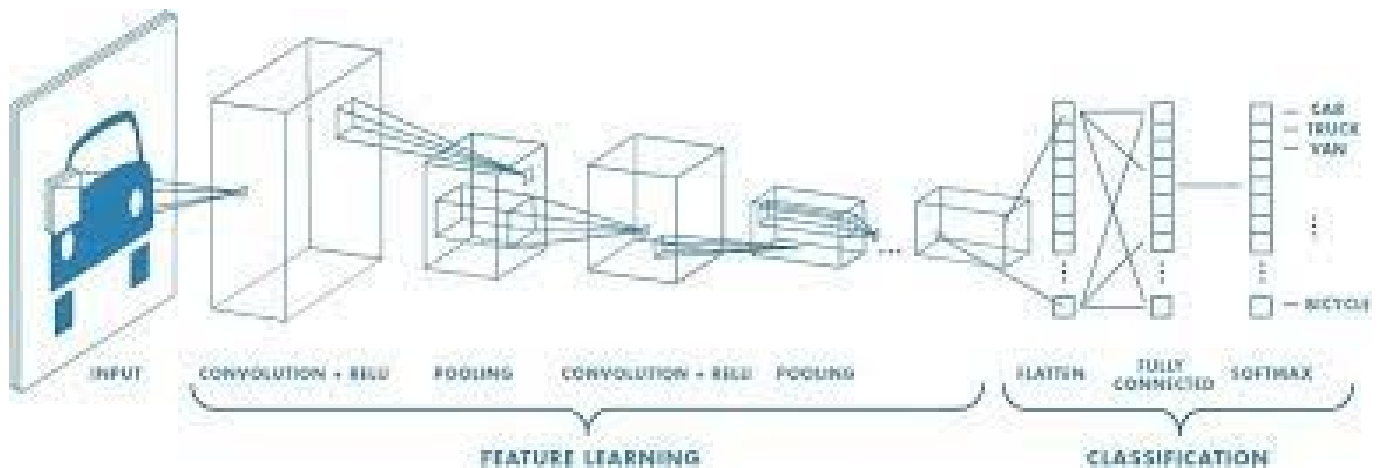 CAR
TRUCK
VAN
BICYCLE
INPUT
CONVOLUTION + RELU
POOLING
CONVOLUTION + RELU
POOLING
FLATTEN
FULLY
CONNECTED
SOFTMAX
FEATURE LEARNING
CLASSIFICATION